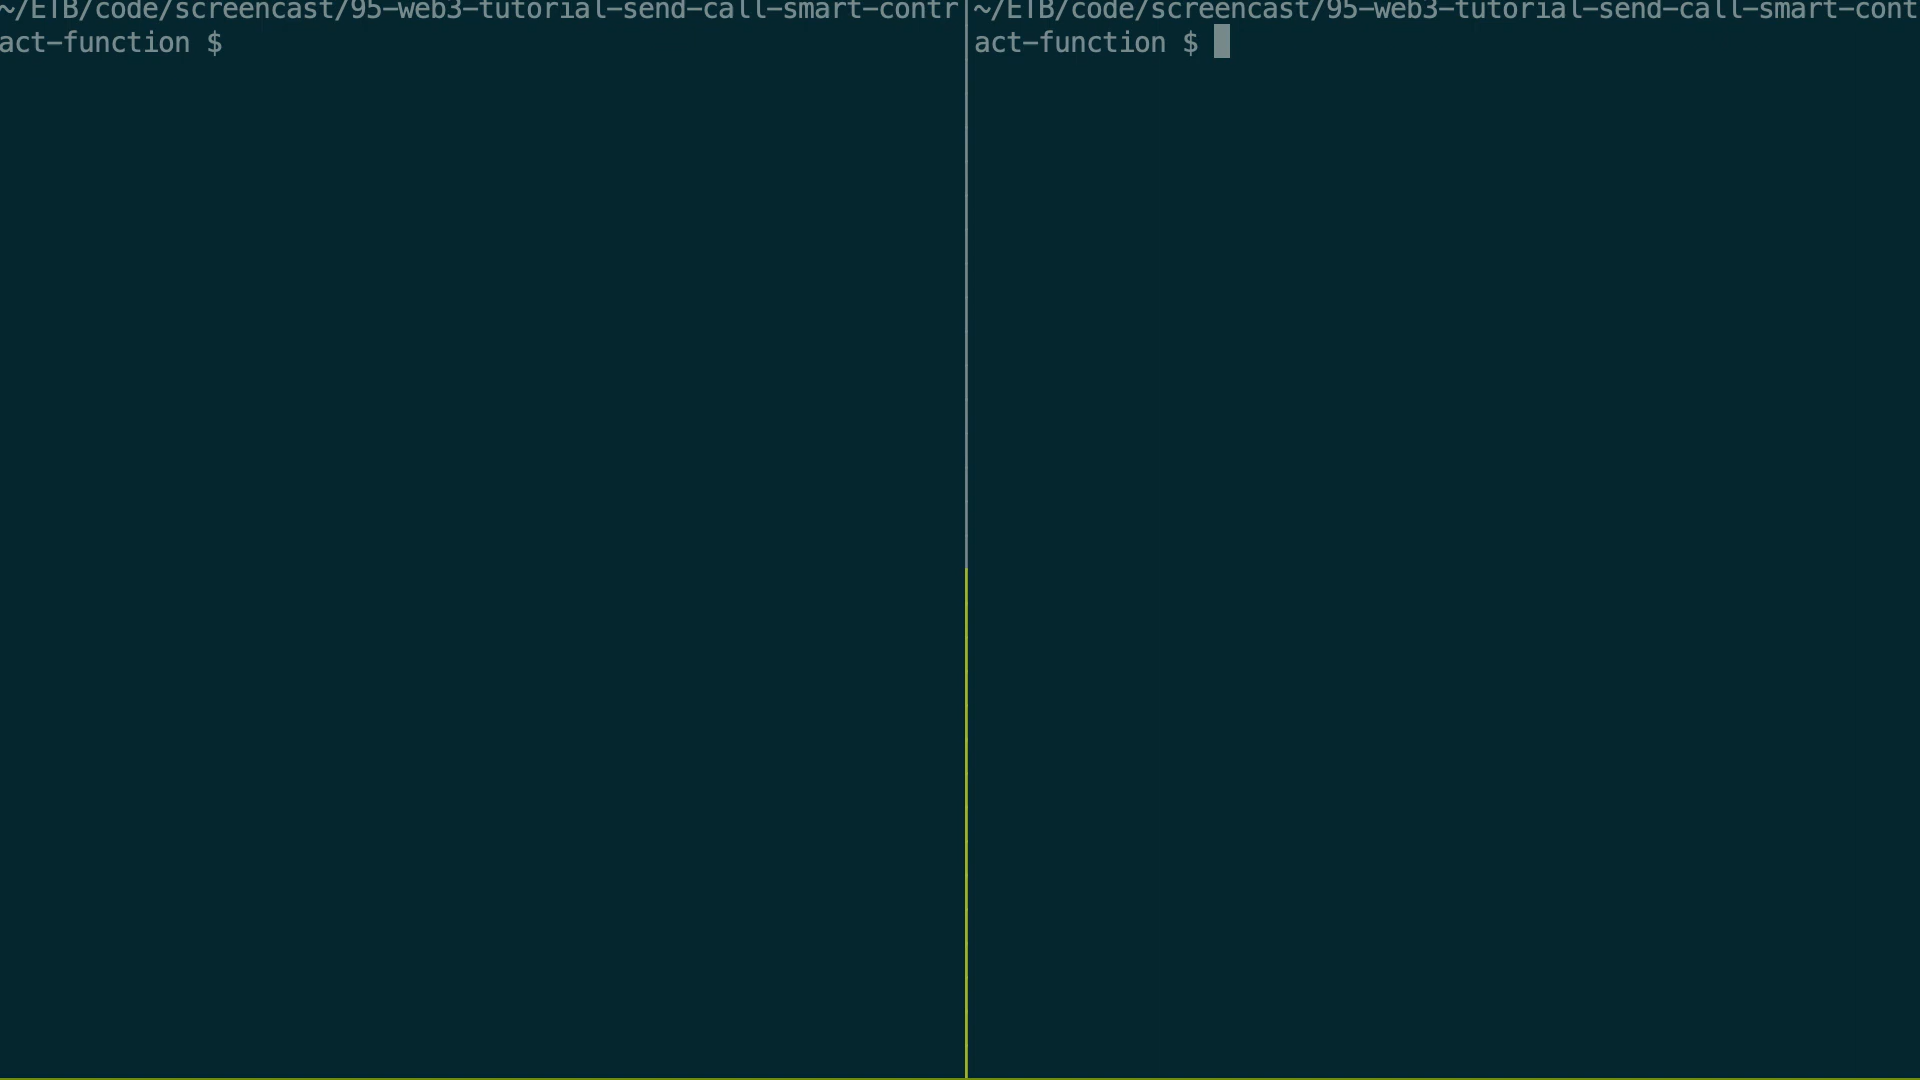 ~/ETB/code/screencast/95-web3-tutorial-send-call-smart-contr
act-function $
~/ETB/code/screencast/95-web3-tutorial-send-call-smart-cont
act-function $